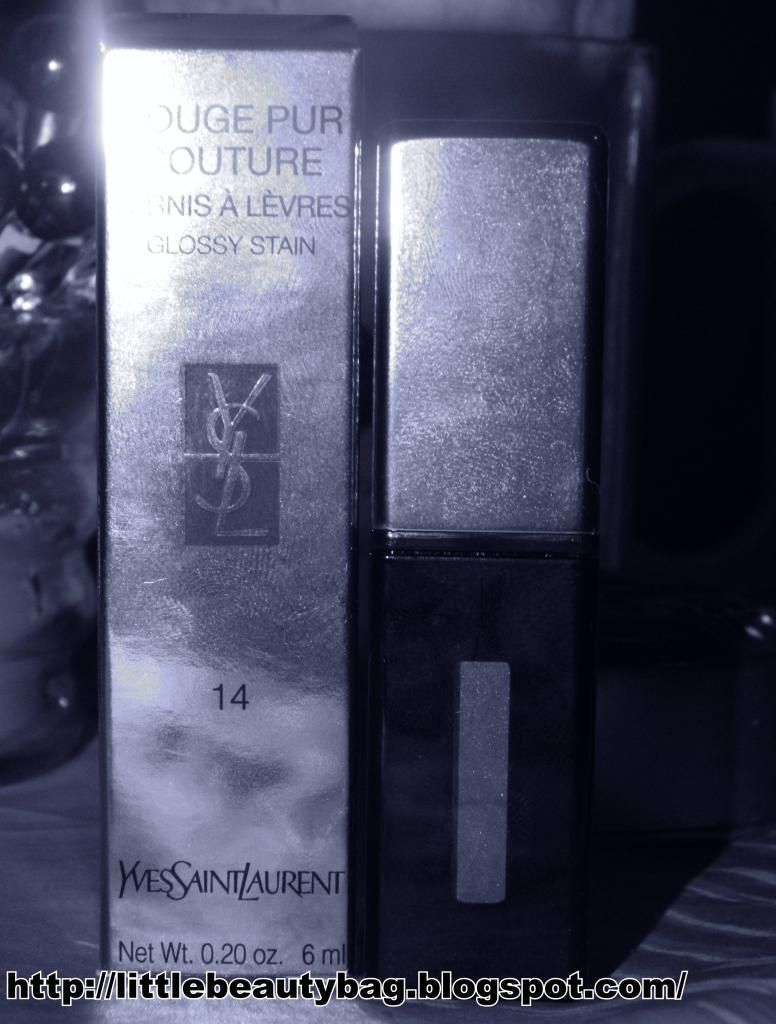 OUGE PUR
OUTURE
RNIS À LÈVRES
GLOSSY STAIN
YSL
14
YVESSAINTLAURENT
Net Wt. 0.20 oz. 6 ml
http://littlebeautybag.blogspot.com/